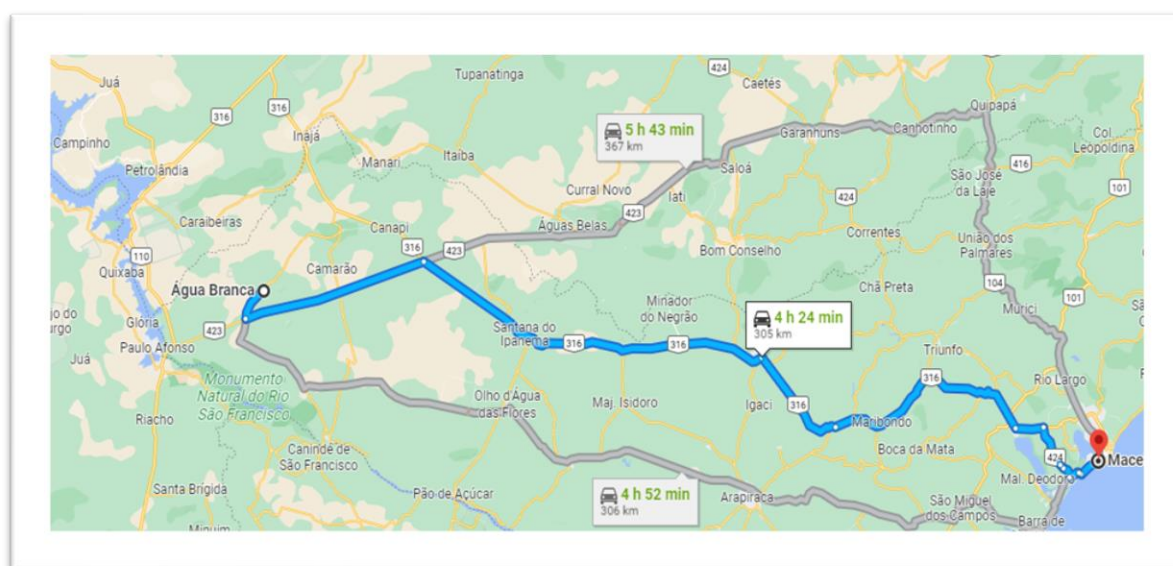 424
Tupanatinga
Caetés
Juá
316
316
Quipapá
Inajá
5 h 43 min
367 km
Garanhuns
Canhotinho
Col.
Leopoldina
Campinho
Itaíba
Manari
Petrolândia
Saloá
416
São José
da Laje
101
Curral Novo
Iati
424
423
Caraibeiras
Canapi
Águas Belas
Correntes
União dos
Palmares
110
316
423
Bom Conselho
Quixaba
Camarão
Chã Preta
104
101
Água Branca
Minador
do Negrão
Murici
Glória
423
4 h 24 min
305 km
Santana do
Ipanema
316
316
Paulo Afonso
Juá
Triunfo
316
Rio Largo
Monumento
Natural do Rio
São Francisco
Olho d'Água
das Flores
Maj. Isidoro
Igaci
316
Riacho
Maribondo
Boca da Mata
Canindé de
São Francisco
424
Mace
Mal. Deodoro
Santa Brígida
Pão de Açúcar
4 h 52 min
306 km
Arapiraca
São Miguel
dos Campos
Barra de